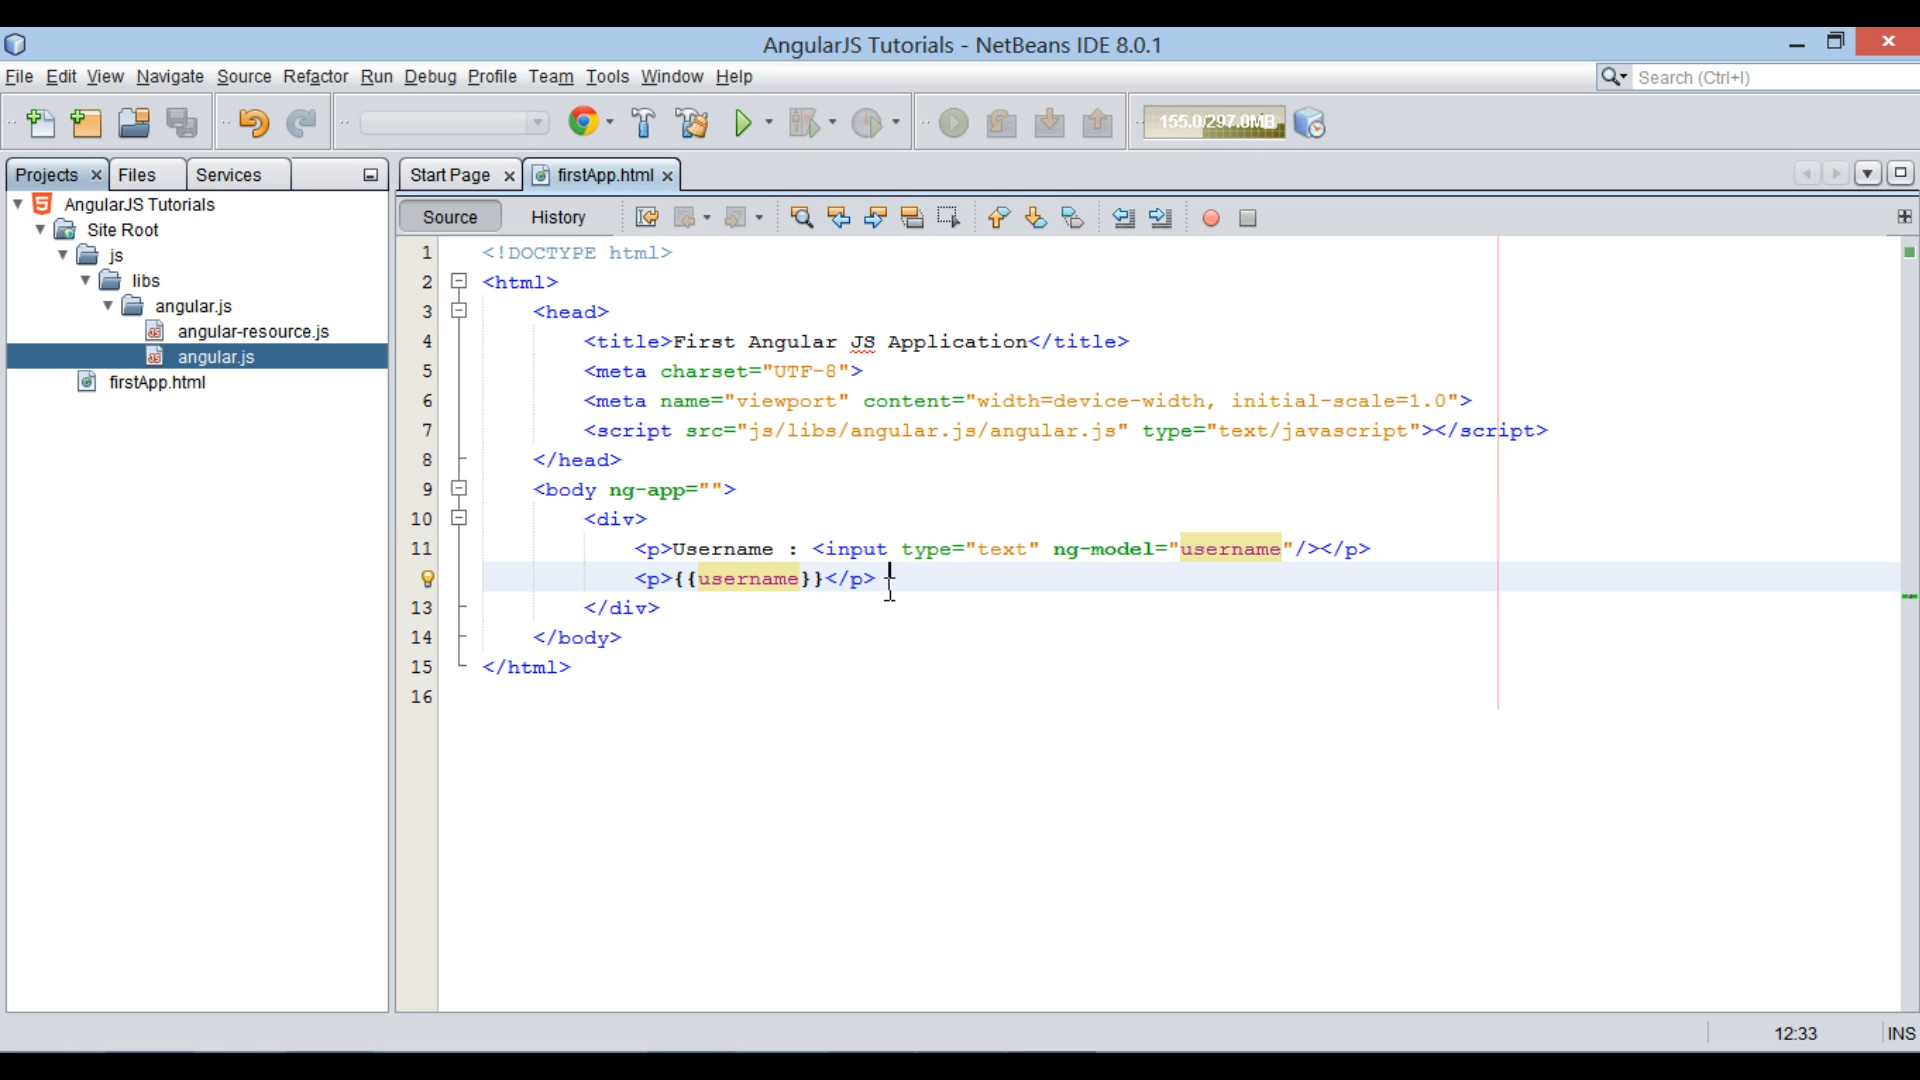 AngularJS Tutorials - NetBeans IDE 8.0.1
File Edit View Navigate Source Refactor Run Debug Profile Team Tools Window Help
Search (Ctrl+I)
155.0/297.0MB
Projects Files Services
Start Page firstApp.html
AngularJS Tutorials
Site Root
js
libs
angular.js
angular-resource.js
angular.js
firstApp.html
Source History
1 <!DOCTYPE html>
2 <html>
3 <head>
4 <title>First Angular JS Application</title>
5 <meta charset="UTF-8">
6 <meta name="viewport" content="width=device-width, initial-scale=1.0">
7 <script src="js/libs/angular.js/angular.js" type="text/javascript"></script>
8 </head>
9 <body ng-app="">
10 <div>
11 <p>Username : <input type="text" ng-model="username"/></p>
<p>{{username}}</p>
13 </div>
14 </body>
15 </html>
16
12:33 INS